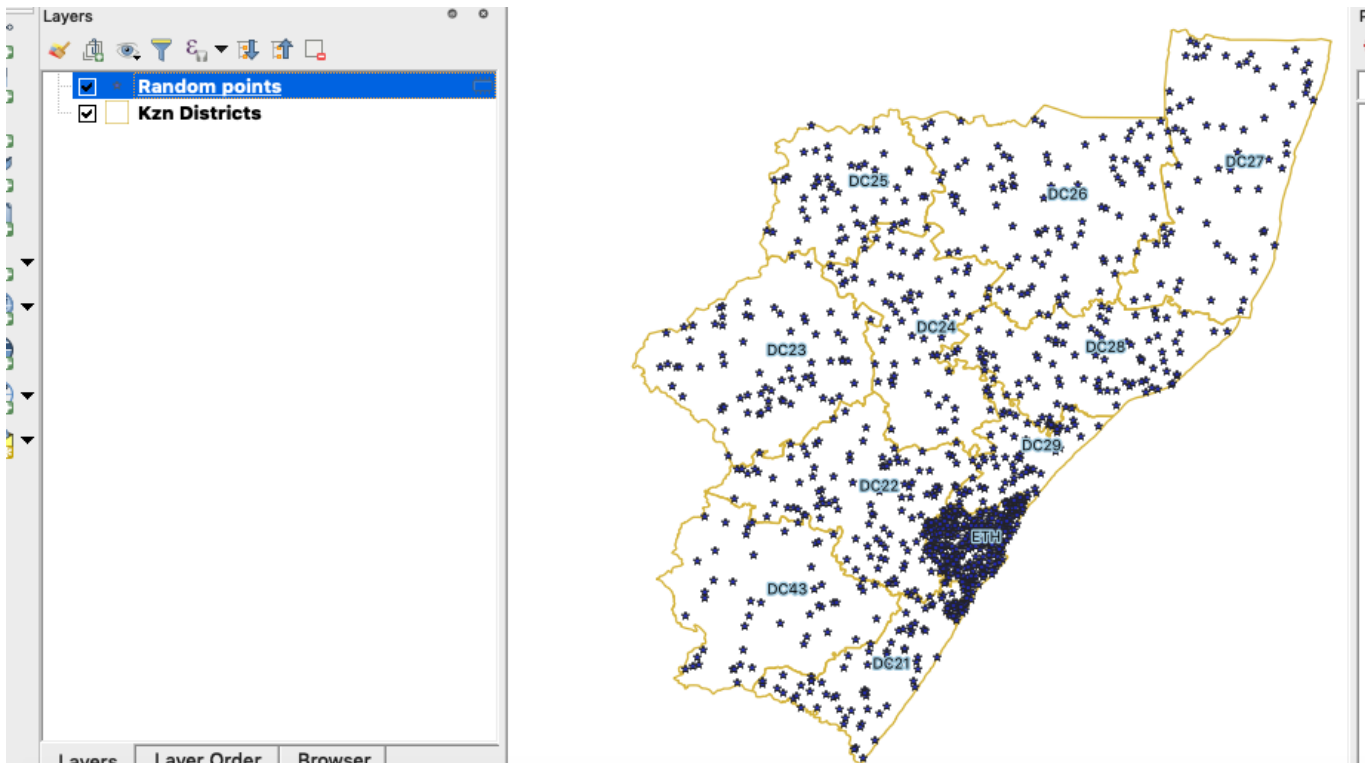 Layers
Random points
Kzn Districts
DC27
DC25
DC26
DC24
DC28
DC23
DC29
DC22
ETH
DC43
DC21
Layers Layer Order Browser